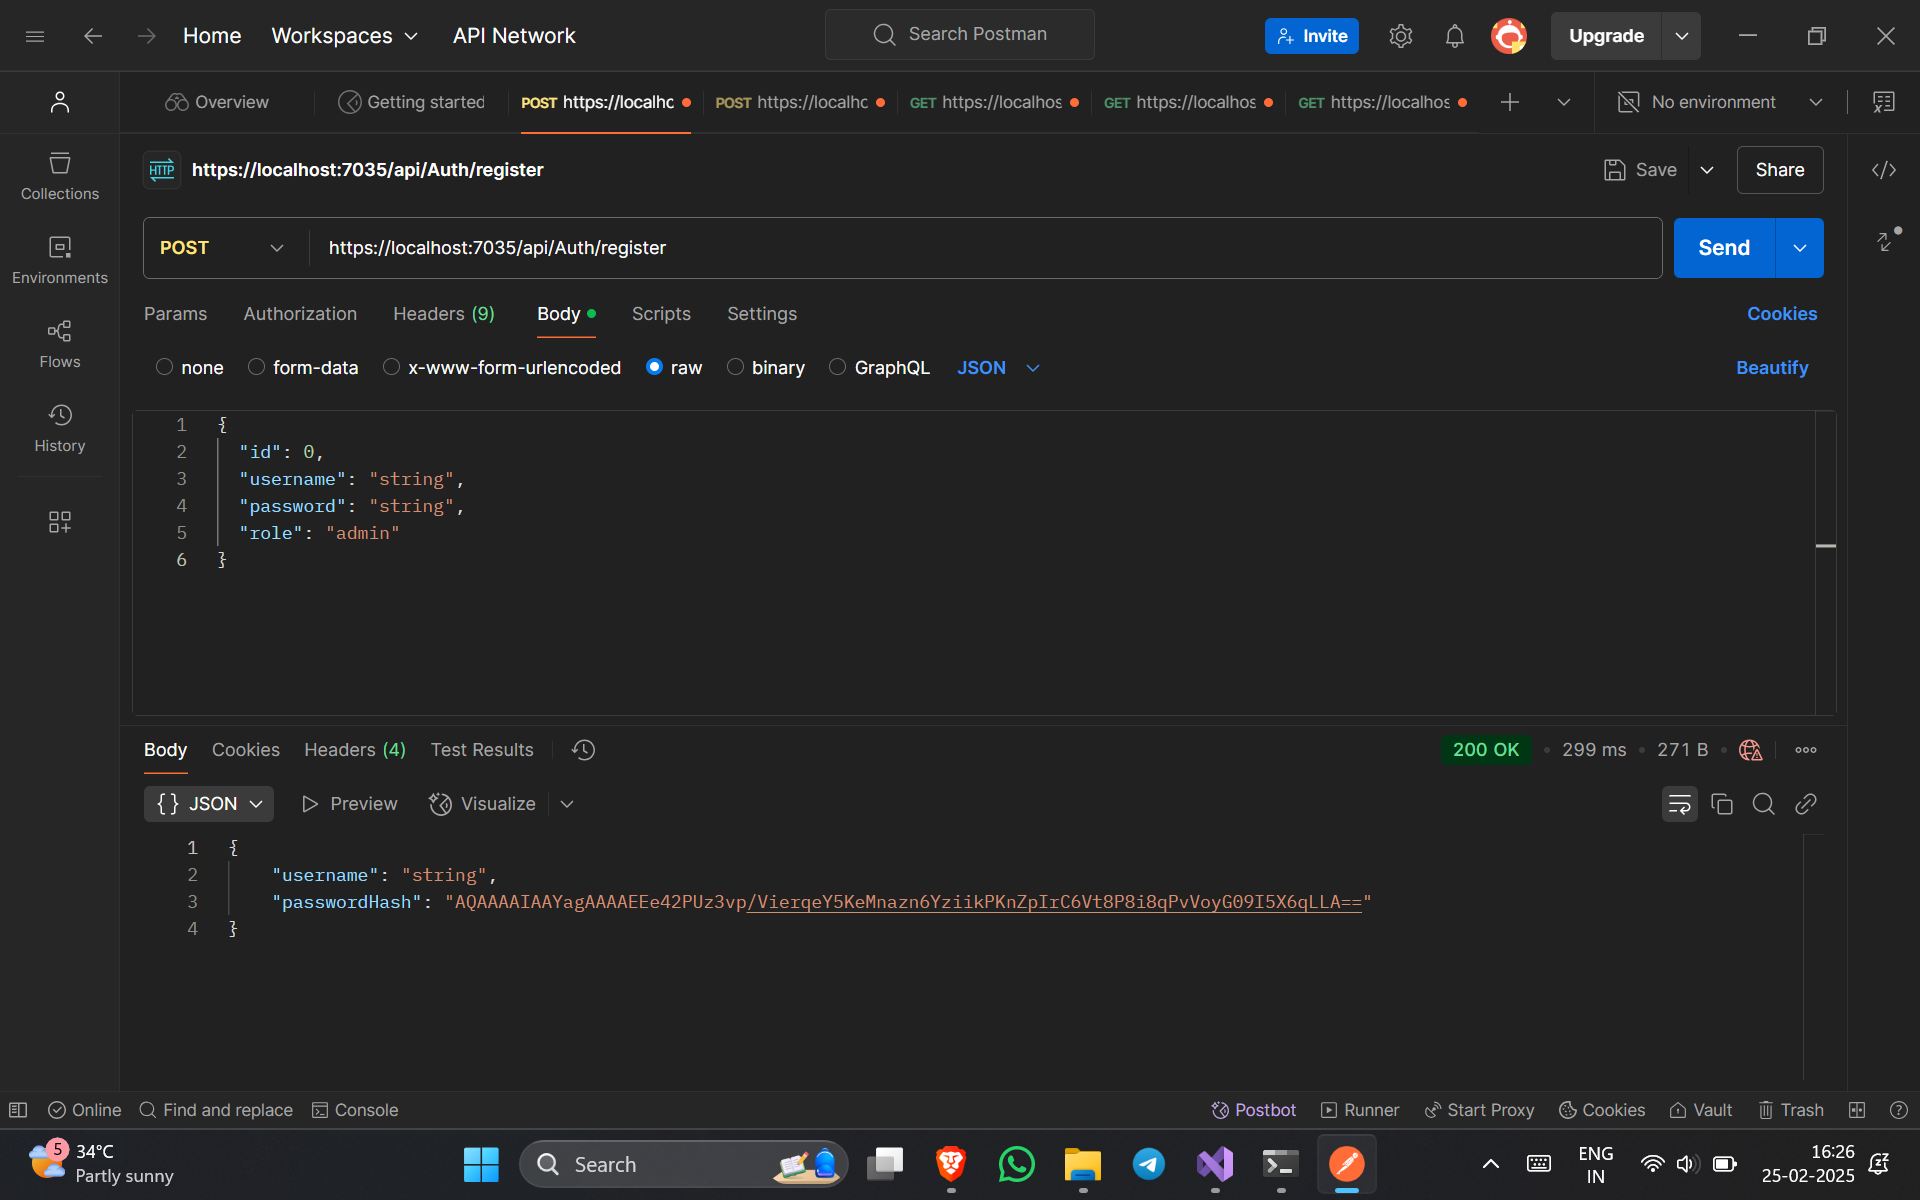 Home Workspaces API Network Search Postman Invite Upgrade
Overview Getting started POST https://localhc POST https://localhc GET https://localhos GET https://localhos GET https://localhos No environment
HTTP https://localhost:7035/api/Auth/register Save Share
POST https://localhost:7035/api/Auth/register Send
Params Authorization Headers (9) Body Scripts Settings Cookies
none form-data x-www-form-urlencoded raw binary GraphQL JSON Beautify
Collections
Environments
Flows
History
1 {
2 "id": 0,
3 "username": "string",
4 "password": "string",
5 "role": "admin"
6 }
Body Cookies Headers (4) Test Results 200 OK 299 ms 271 B
{} JSON Preview Visualize
1 {
2 "username": "string",
3 "passwordHash": "AQAAAAIAAYagAAAAEEe42PUz3vp/VierqeY5KeMnazn6YziikPKnZpIrC6Vt8P8i8qPvVoyG09I5X6qLLA=="
4 }
Online Find and replace Console Postbot Runner Start Proxy Cookies Vault Trash
5 34°C
Partly sunny
Search
ENG
IN
16:26
25-02-2025